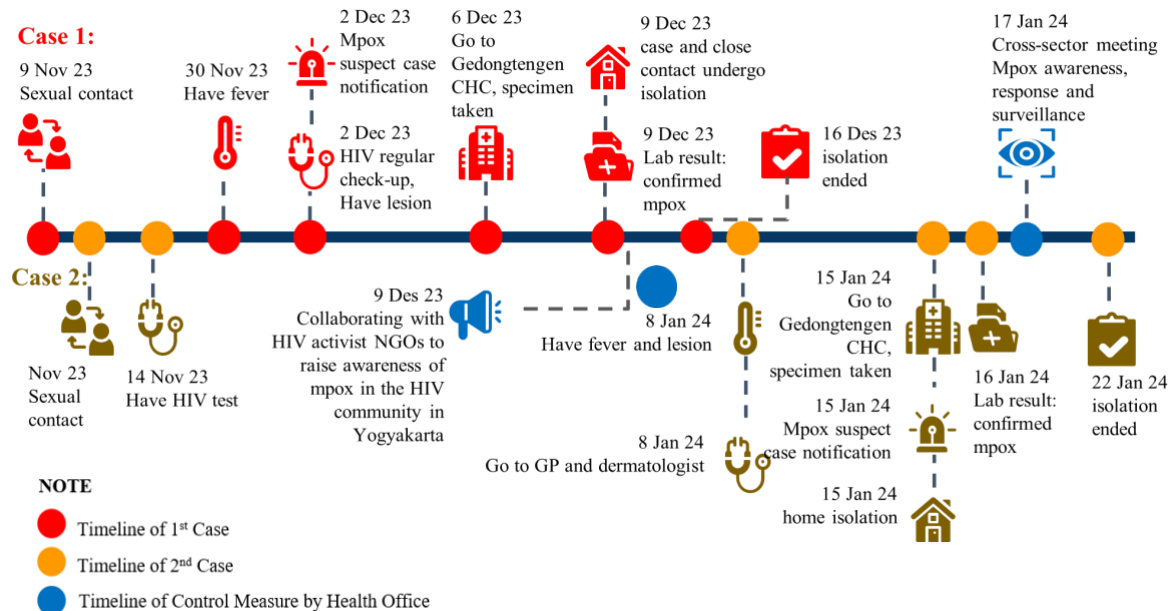 Case 1:
9 Nov 23
Sexual contact
30 Nov 23
Have fever
2 Dec 23
Mpox
suspect case
notification
2 Dec 23
HIV regular
check-up,
Have lesion
6 Dec 23
Go to
Gedongtengen
CHC, specimen
taken
9 Dec 23
case and close
contact undergo
isolation
9 Dec 23
Lab result:
confirmed
mpox
16 Des 23
isolation
ended
17 Jan 24
Cross-sector meeting
Mpox awareness,
response and
surveillance
Case 2:
Nov 23
Sexual
contact
14 Nov 23
Have HIV test
9 Des 23
Collaborating with
HIV activist NGOs to
raise awareness of
mpox in the HIV
community in
Yogyakarta
8 Jan 24
Have fever and lesion
8 Jan 24
Go to GP and dermatologist
15 Jan 24
Go to
Gedongtengen
CHC,
specimen taken
15 Jan 24
Mpox suspect
case notification
15 Jan 24
home isolation
16 Jan 24
Lab result:
confirmed
mpox
22 Jan 24
isolation
ended
NOTE
Timeline of 1st Case
Timeline of 2nd Case
Timeline of Control Measure by Health Office